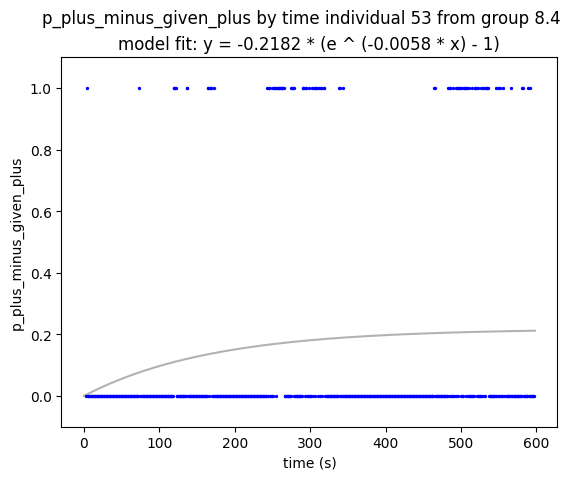 p_plus_minus_given_plus by time individual 53 from group 8.4
model fit: y = -0.2182 * (e ^ (-0.0058 * x) - 1)
1.0
0.8
0.6
0.4
0.2
0.0
p_plus_minus_given_plus
0 100 200 300 400 500 600
time (s)